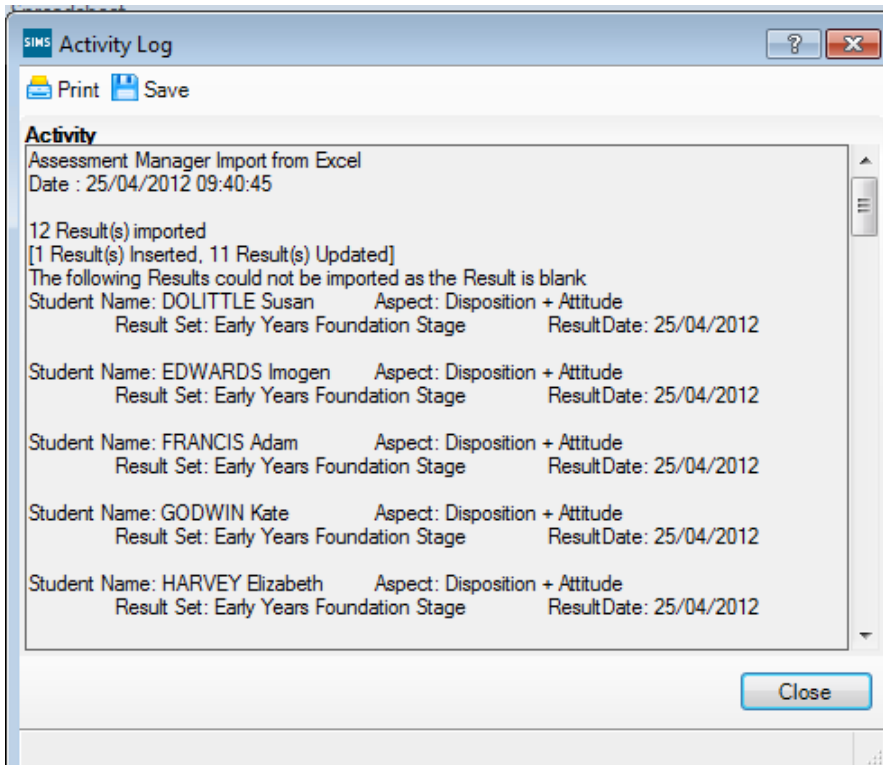 Spreadsheet
SIMS Activity Log
Print Save
Activity
Assessment Manager Import from Excel
Date : 25/04/2012 09:40:45
12 Result(s) imported
[1 Result(s) Inserted, 11 Result(s) Updated]
The following Results could not be imported as the Result is blank
Student Name: DOLITTLE Susan Aspect: Disposition + Attitude
Result Set: Early Years Foundation Stage ResultDate: 25/04/2012
Student Name: EDWARDS Imogen Aspect: Disposition + Attitude
Result Set: Early Years Foundation Stage ResultDate: 25/04/2012
Student Name: FRANCIS Adam Aspect: Disposition + Attitude
Result Set: Early Years Foundation Stage ResultDate: 25/04/2012
Student Name: GODWIN Kate Aspect: Disposition + Attitude
Result Set: Early Years Foundation Stage ResultDate: 25/04/2012
Student Name: HARVEY Elizabeth Aspect: Disposition + Attitude
Result Set: Early Years Foundation Stage ResultDate: 25/04/2012
Close